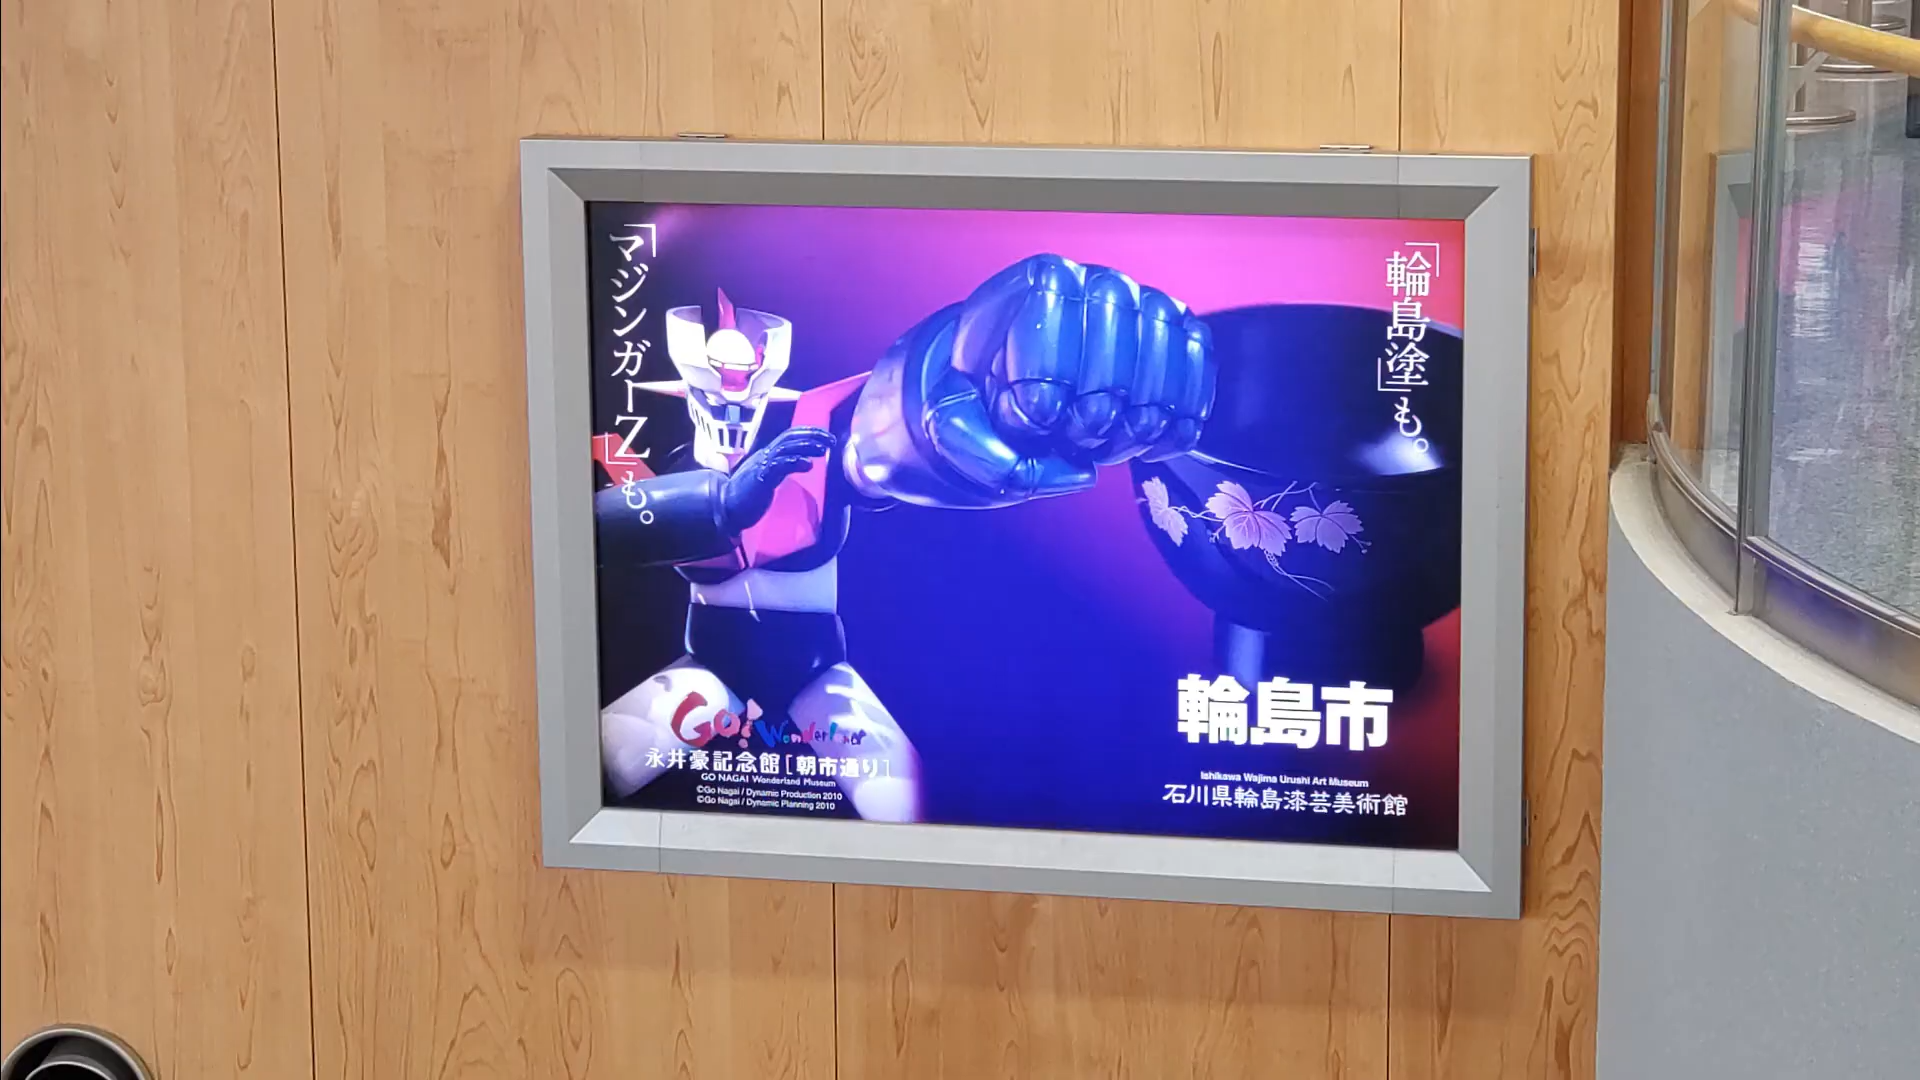 「輪島塗」も。
「マジンガーZ」も。
Go! Wonderland
永井豪記念館[朝市通り]
GO NAGAI Wonderland Museum
©Go Nagai / Dynamic Production 2010
©Go Nagai / Dynamic Planning 2010
輪島市
Ishikawa Wajima Urushi Art Museum
石川県輪島漆芸美術館